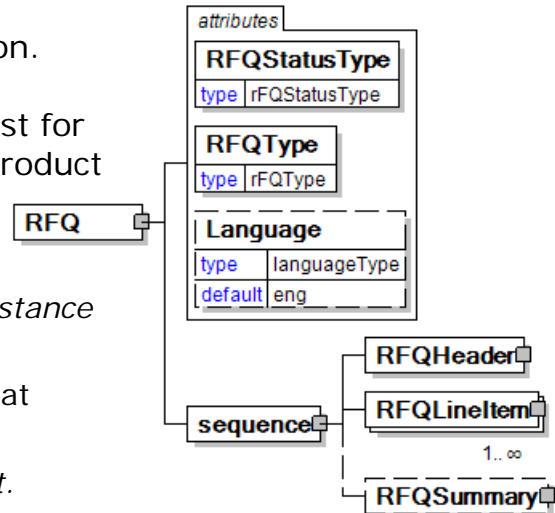 on.
st for
roduct
stance
at
t.
attributes
RFQStatusType
type rFQStatusType
RFQType
type rFQType
Language
type languageType
default eng
RFQ
sequence
RFQHeader
RFQLineItem
1.. ∞
RFQSummary